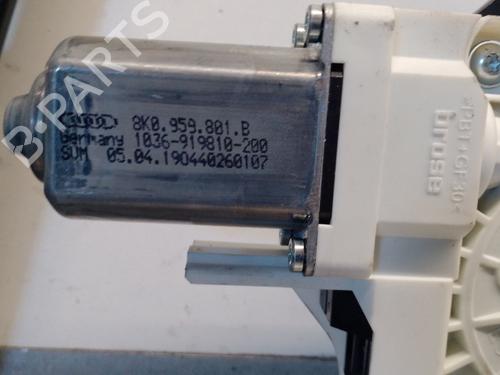 8K0.959.801.B
Germany 1036-919810-200
SUM 05.04.190440260107
brose
>PBT+GF30<
B-PARTS